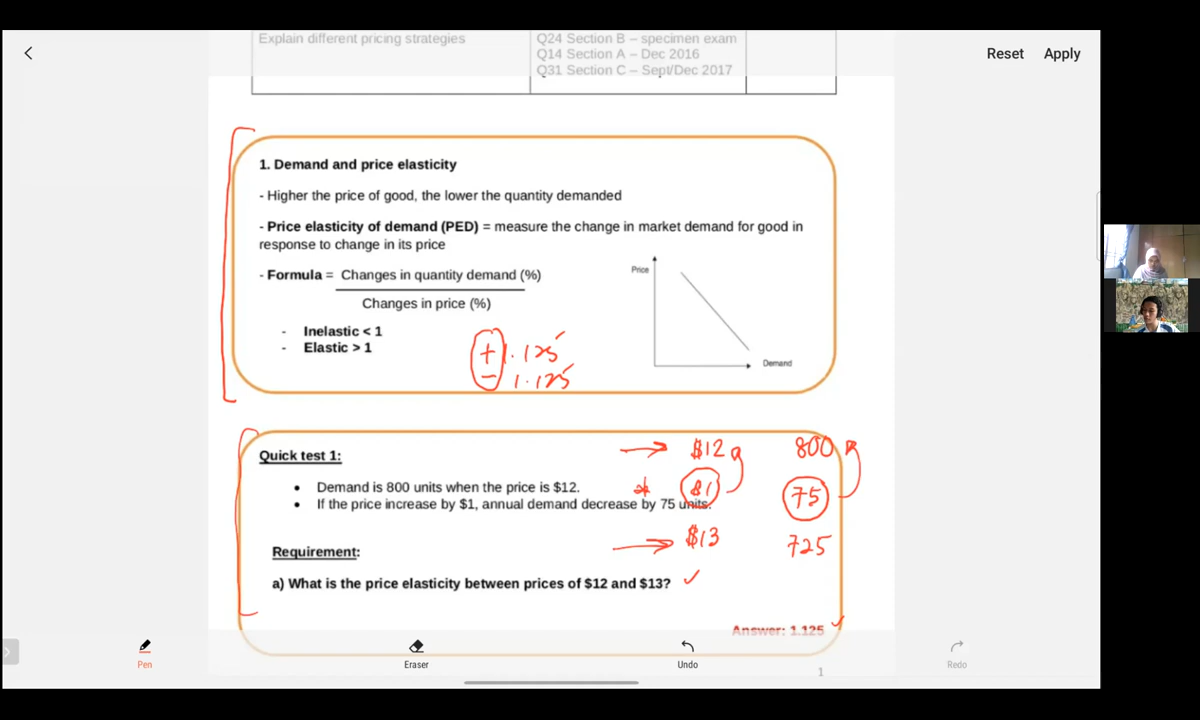 Explain different pricing strategies
Q24 Section B – specimen exam
Q14 Section A – Dec 2016
Q31 Section C – Sept/Dec 2017
Reset
Apply
1. Demand and price elasticity
- Higher the price of good, the lower the quantity demanded
- Price elasticity of demand (PED) = measure the change in market demand for good in
response to change in its price
- Formula = Changes in quantity demand (%)
Changes in price (%)
- Inelastic < 1
- Elastic > 1
+ 1.125
- 1.125
Price
Demand
Quick test 1:
$12 800
• Demand is 800 units when the price is $12.
$1 75
• If the price increase by $1, annual demand decrease by 75 units.
$13 725
Requirement:
a) What is the price elasticity between prices of $12 and $13?
Answer: 1.125
Pen
Eraser
Undo
Redo
1